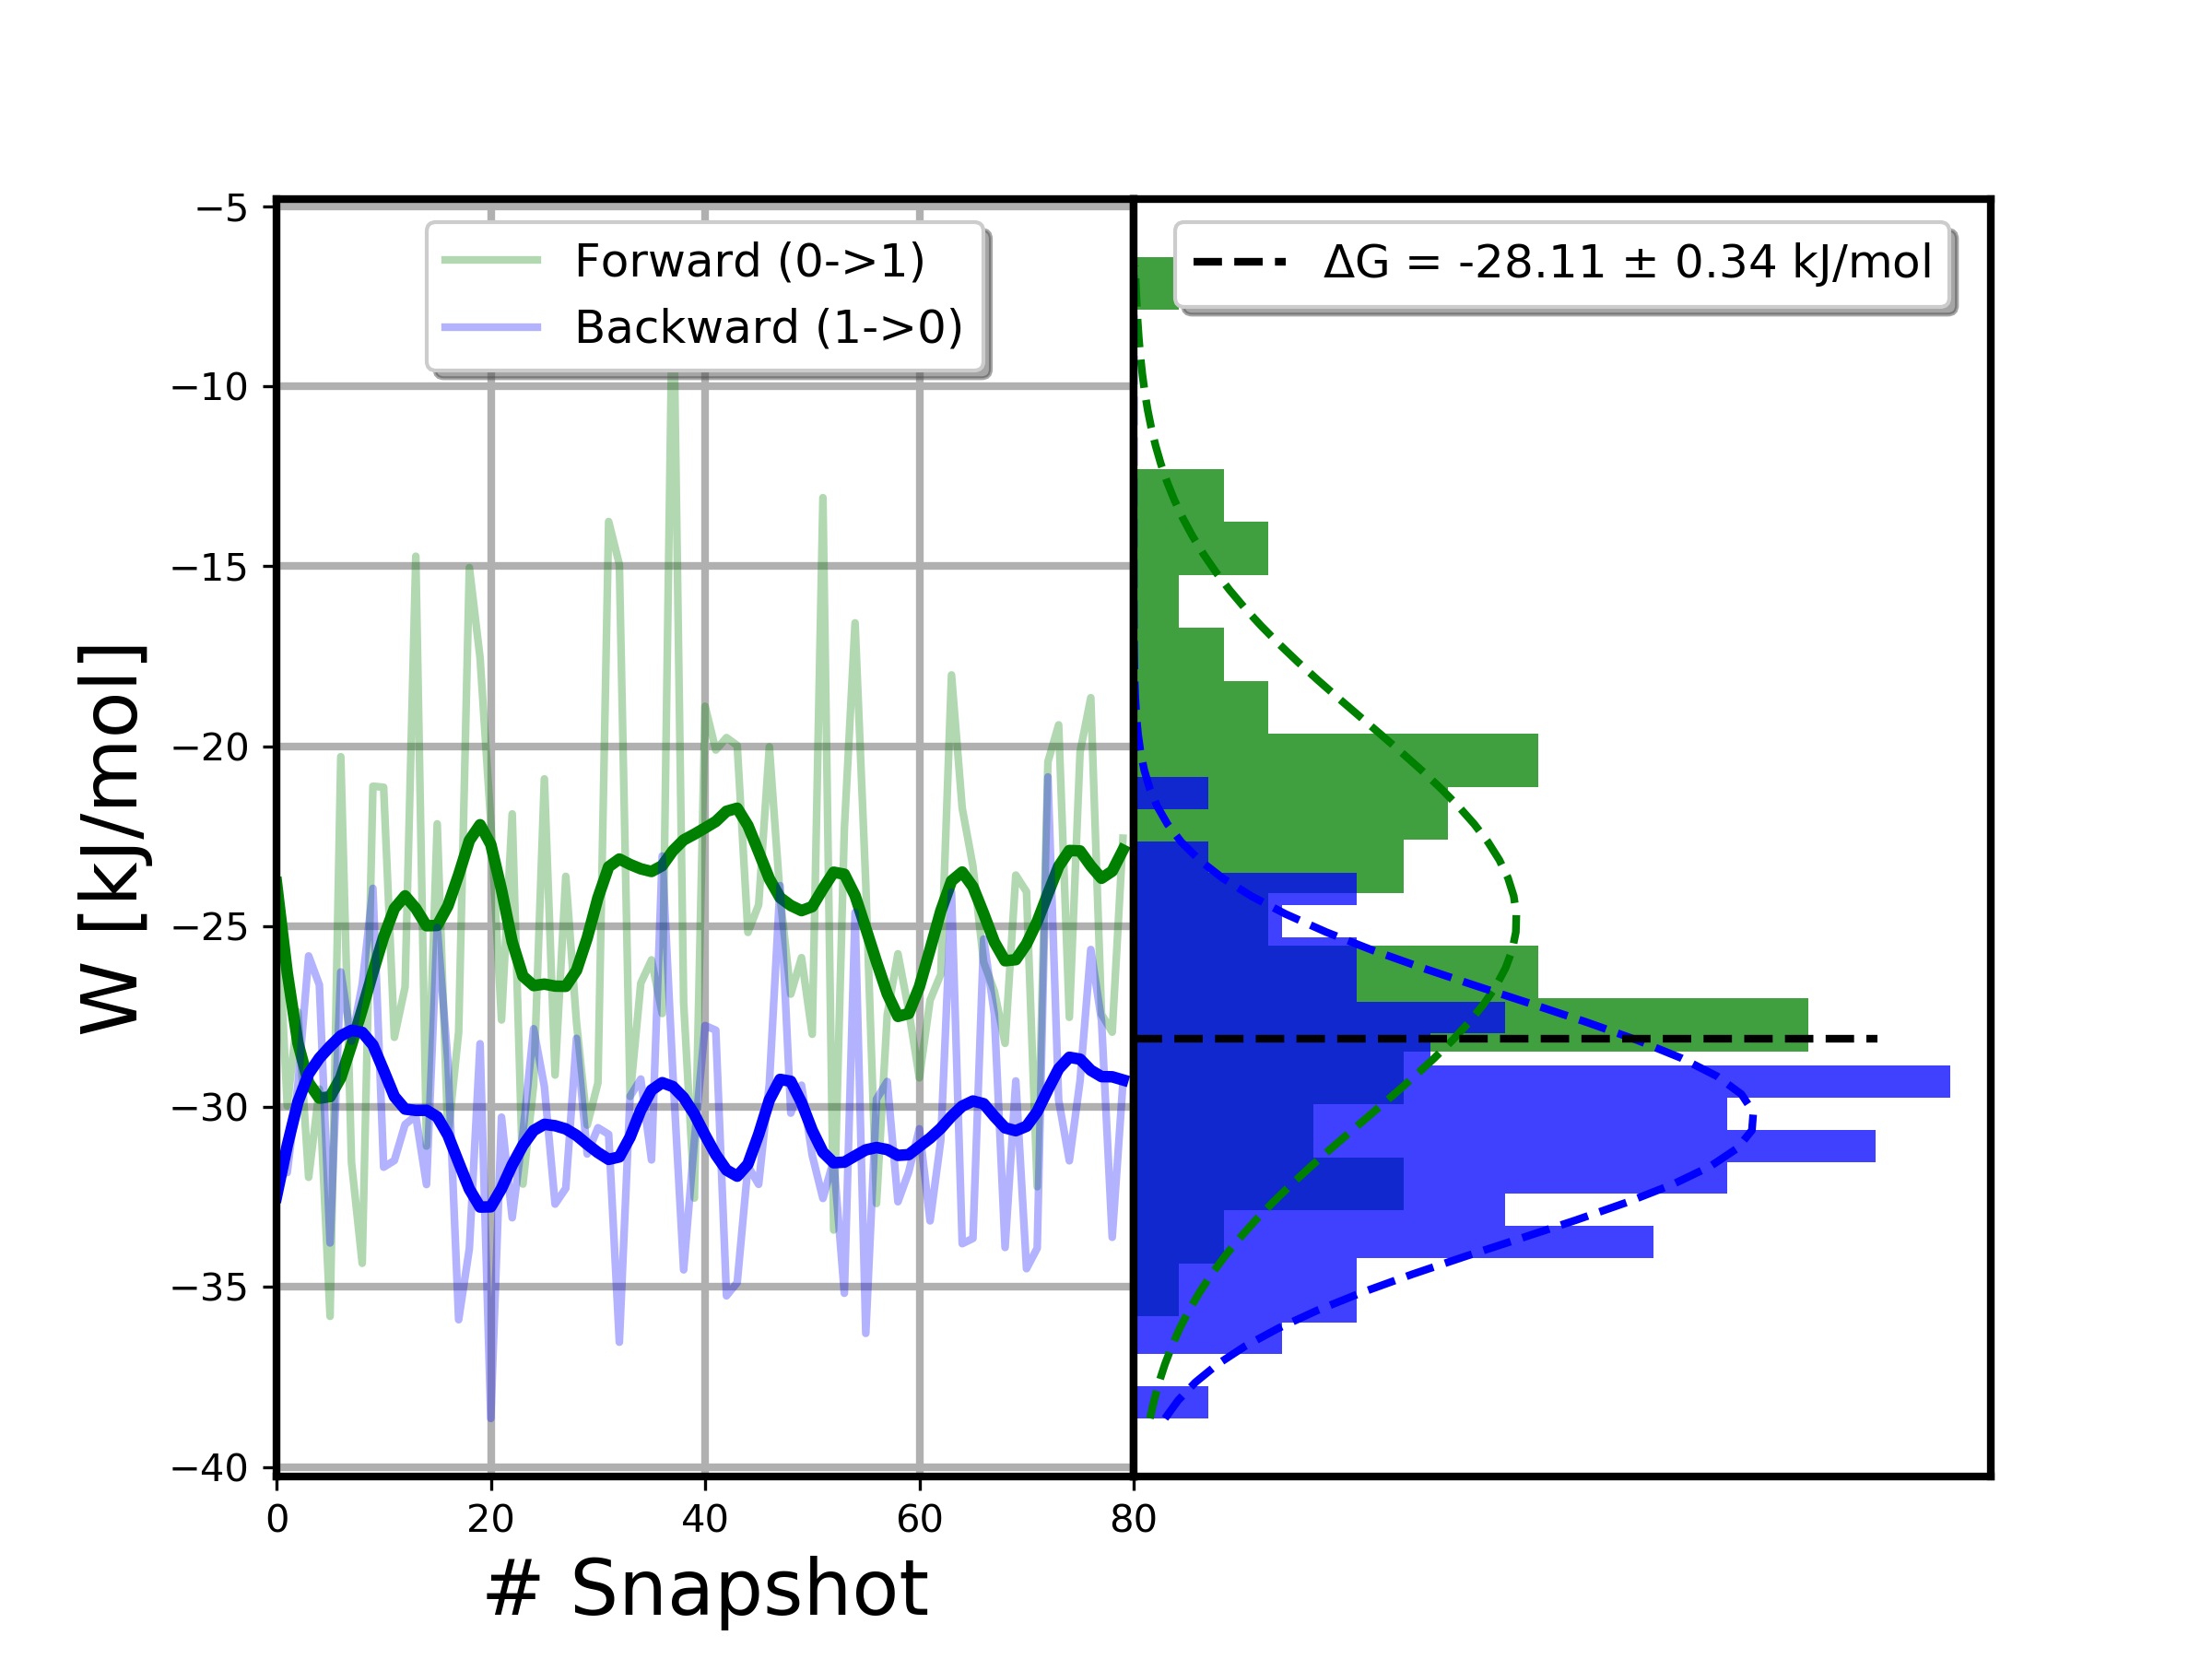 W [kJ/mol]
−5
−10
−15
−20
−25
−30
−35
−40
Forward (0->1)
Backward (1->0)
ΔG = -28.11 ± 0.34 kJ/mol
0 20 40 60 80
# Snapshot